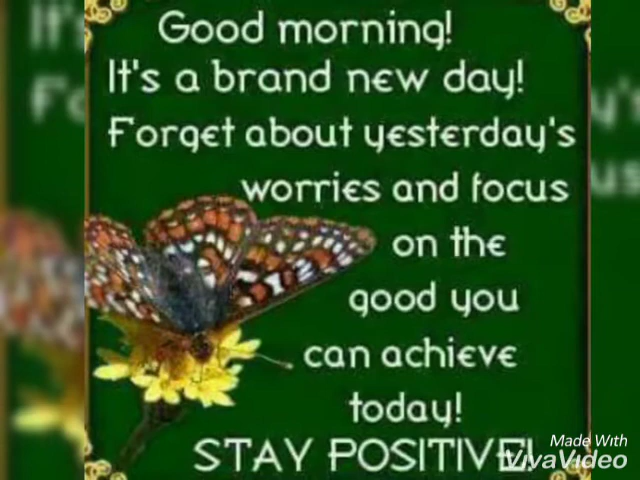 Good morning!
It's a brand new day!
Forget about yesterday's
worries and focus
on the
good you
can achieve
today!
STAY POSITIVE!
Made With
VivaVideo